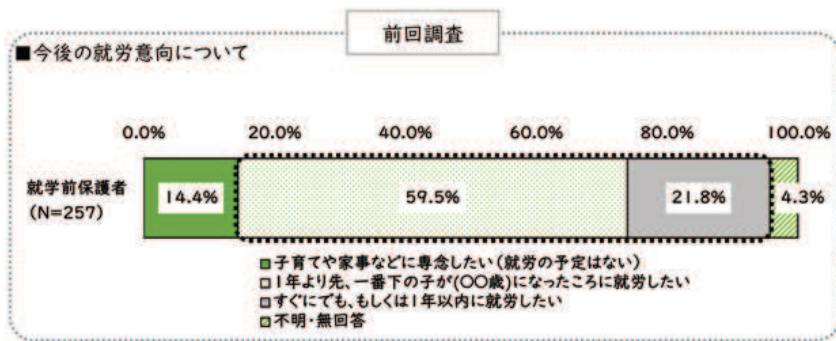 前回調査
■今後の就労意向について
0.0% 20.0% 40.0% 60.0% 80.0% 100.0%
就学前保護者
(N=257)
14.4% 59.5% 21.8% 4.3%
■子育てや家事などに専念したい(就労の予定はない)
□1年より先、一番下の子が(○○歳)になったころに就労したい
■すぐにでも、もしくは1年以内に就労したい
不明・無回答